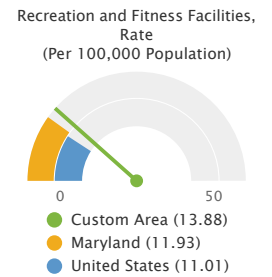 Recreation and Fitness Facilities,
Rate
(Per 100,000 Population)
0 50
Custom Area (13.88)
Maryland (11.93)
United States (11.01)